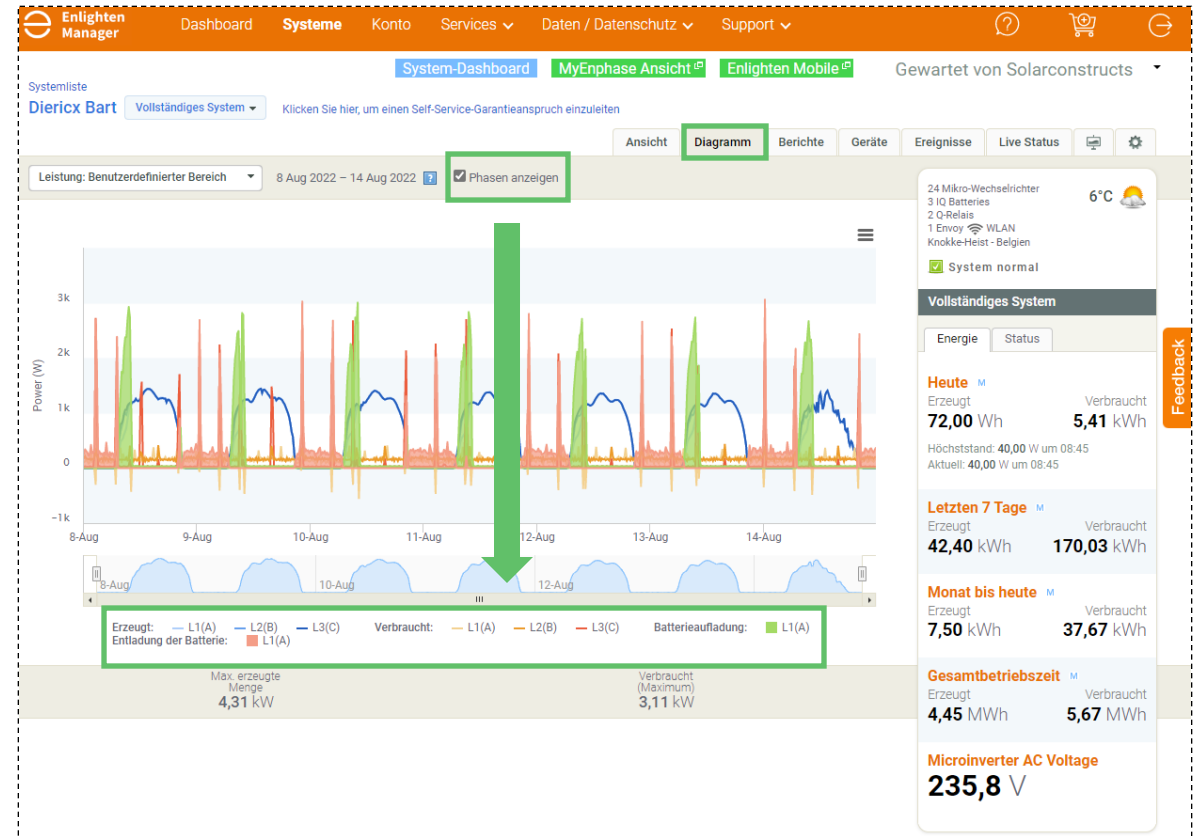 Enlighten
Manager
Dashboard Systeme Konto Services Daten / Datenschutz Support
System-Dashboard MyEnphase Ansicht Enlighten Mobile Gewartet von Solarconstructs
Systemliste
Diericx Bart Vollständiges System Klicken Sie hier, um einen Self-Service-Garantieanspruch einzuleiten
Ansicht Diagramm Berichte Geräte Ereignisse Live Status
Leistung: Benutzerdefinierter Bereich 8 Aug 2022 – 14 Aug 2022 ? Phasen anzeigen
24 Mikro-Wechselrichter
3 IQ Batteries
2 Q-Relais
1 Envoy WLAN
Knokke-Heist - Belgien
6°C
System normal
Vollständiges System
Energie Status
Heute M
Erzeugt Verbraucht
72,00 Wh 5,41 kWh
Höchststand: 40,00 W um 08:45
Aktuell: 40,00 W um 08:45
Letzten 7 Tage M
Erzeugt Verbraucht
42,40 kWh 170,03 kWh
Monat bis heute M
Erzeugt Verbraucht
7,50 kWh 37,67 kWh
Gesamtbetriebszeit M
Erzeugt Verbraucht
4,45 MWh 5,67 MWh
Microinverter AC Voltage
235,8 V
Feedback
Power (W)
3k
2k
1k
0
−1k
8-Aug 9-Aug 10-Aug 11-Aug 12-Aug 13-Aug 14-Aug
8-Aug 10-Aug 12-Aug
Erzeugt: L1(A) L2(B) L3(C) Verbraucht: L1(A) L2(B) L3(C) Batterieaufladung: L1(A)
Entladung der Batterie: L1(A)
Max. erzeugte
Menge
4,31 kW
Verbraucht
(Maximum)
3,11 kW